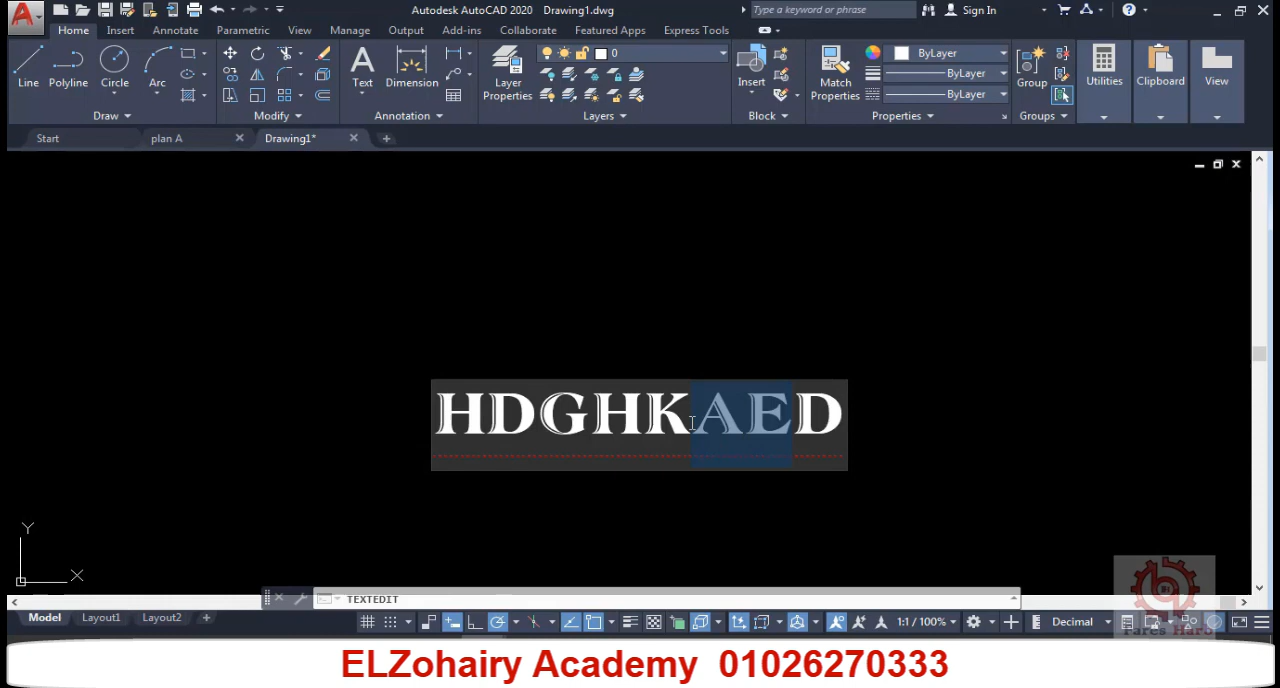 Autodesk AutoCAD 2020 Drawing1.dwg
Type a keyword or phrase
Sign In
Home Insert Annotate Parametric View Manage Output Add-ins Collaborate Featured Apps Express Tools
Line Polyline Circle Arc
Text Dimension
Layer Properties
0
Insert
Match Properties
ByLayer
ByLayer
ByLayer
Group
Utilities Clipboard View
Draw Modify Annotation Layers Block Properties Groups
Start plan A Drawing1*
HDGHKAED
Y
X
TEXTEDIT
Model Layout1 Layout2
1:1 / 100%
Decimal
Fares Harb
ELZohairy Academy 01026270333